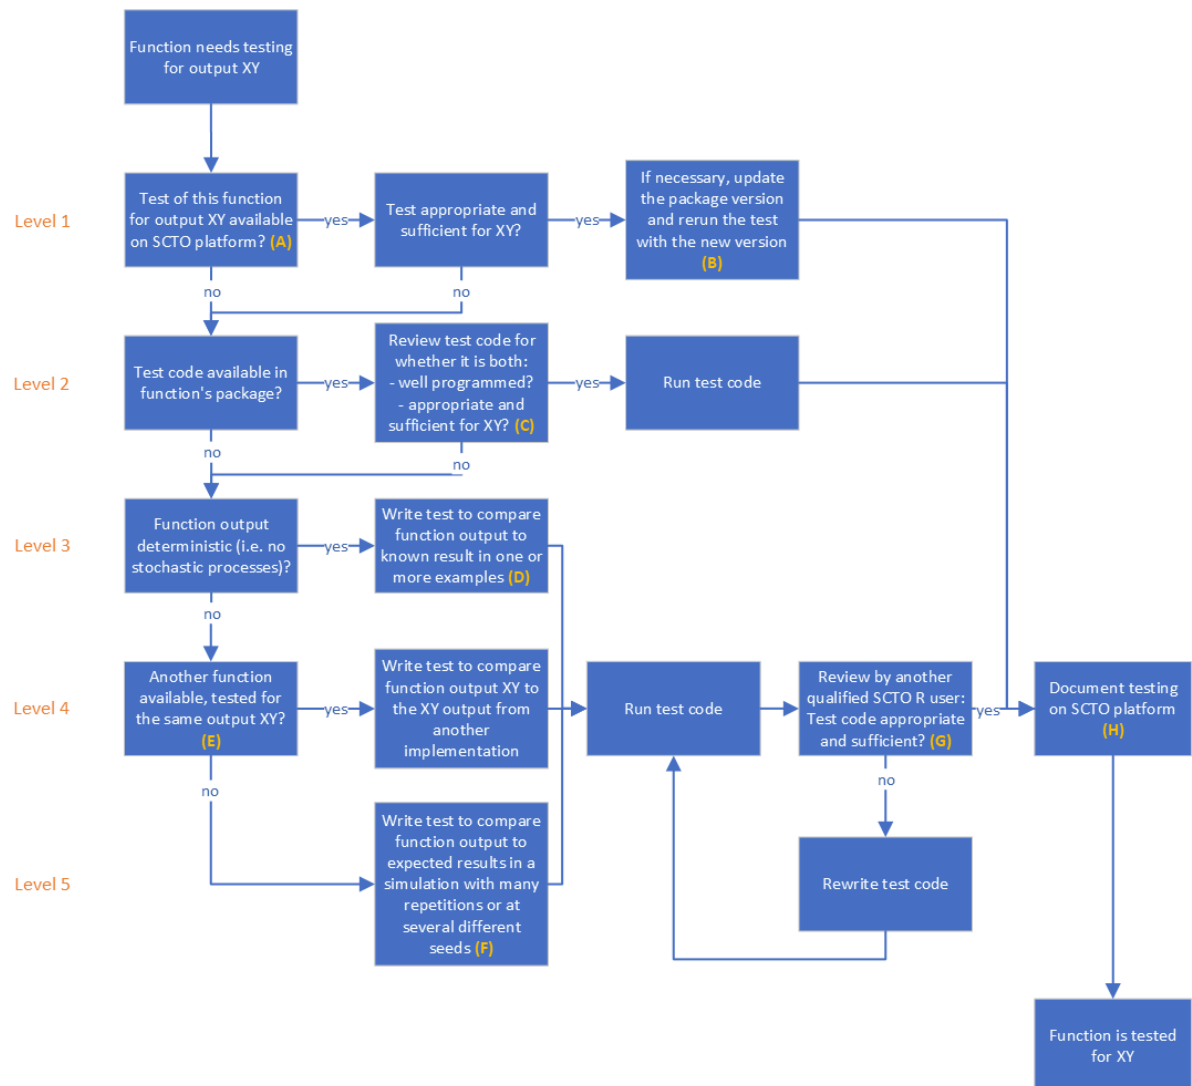 Function needs testing
for output XY
Level 1
Test of this function
for output XY available
on SCTO platform? (A)
yes
Test appropriate and
sufficient for XY?
yes
If necessary, update
the package version
and rerun the test
with the new version
(B)
no
no
Level 2
Test code available in
function's package?
yes
Review test code for
whether it is both:
- well programmed?
- appropriate and
sufficient for XY? (C)
yes
Run test code
no
no
Level 3
Function output
deterministic (i.e. no
stochastic processes)?
yes
Write test to compare
function output to
known result in one or
more examples (D)
no
Level 4
Another function
available, tested for
the same output XY?
(E)
yes
Write test to compare
function output XY to
the XY output from
another
implementation
Run test code
Review by another
qualified SCTO R user:
Test code appropriate
and sufficient? (G)
yes
Document testing
on SCTO platform
(H)
no
no
Level 5
Write test to compare
function output to
expected results in a
simulation with many
repetitions or at
several different
seeds (F)
Rewrite test code
Function is tested
for XY